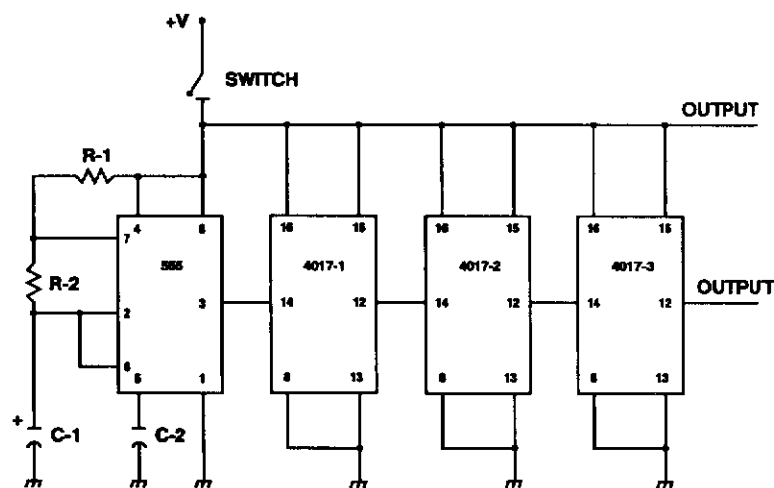 +V
SWITCH
OUTPUT
R-1
4 8 16 15 16 15 16 15
7 555 4017-1 4017-2 4017-3
R-2
2 3 14 12 14 12 14 12 OUTPUT
6 5 1 8 13 8 13 8 13
+ C-1 C-2